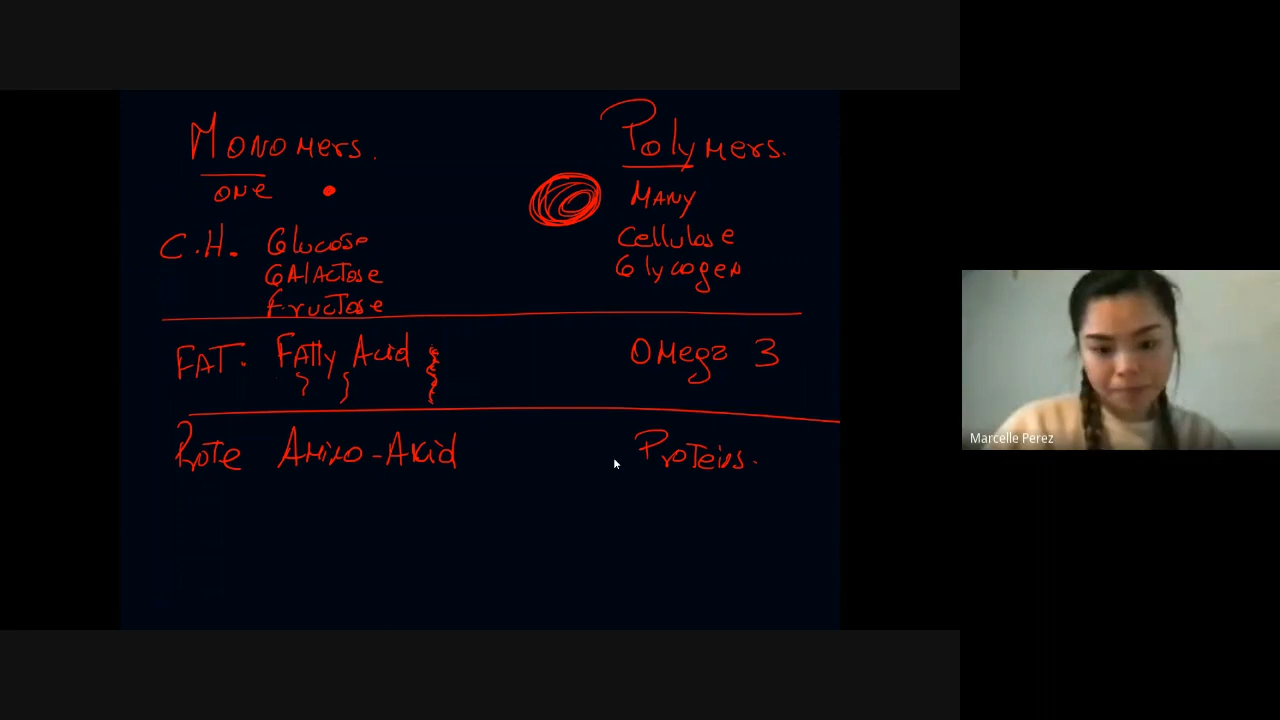 Monomers. Polymers.
one Many
C.H. Glucose Cellulose
Galactose Glycogen
Fructose
FAT. Fatty Acid Omega 3
Prote Amino-Akid Proteins.
Marcelle Perez